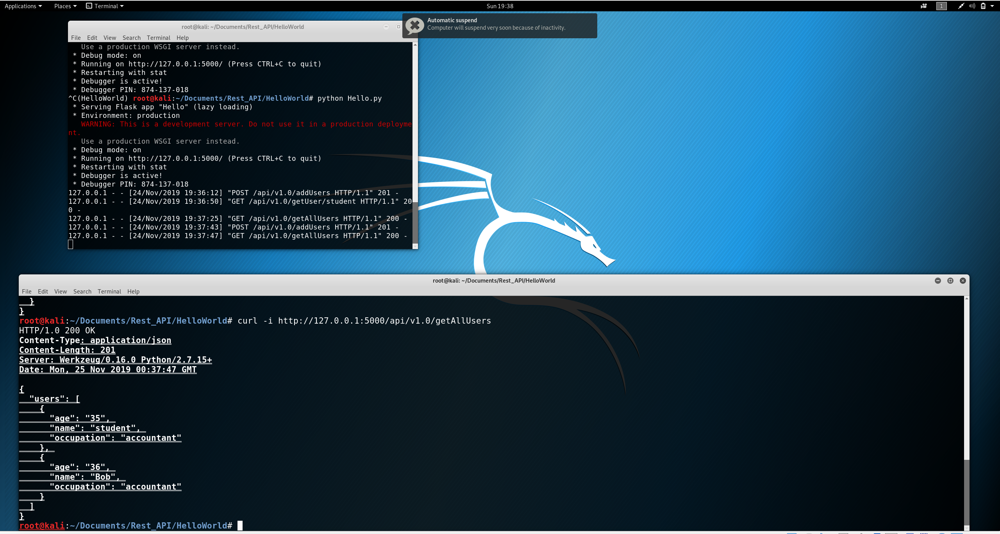 Applications Places Terminal Sun 19:38 1
Automatic suspend
Computer will suspend very soon because of inactivity.
root@kali: ~/Documents/Rest_API/HelloWorld
File Edit View Search Terminal Help
   Use a production WSGI server instead.
 * Debug mode: on
 * Running on http://127.0.0.1:5000/ (Press CTRL+C to quit)
 * Restarting with stat
 * Debugger is active!
 * Debugger PIN: 874-137-018
^C(HelloWorld) root@kali:~/Documents/Rest_API/HelloWorld# python Hello.py
 * Serving Flask app "Hello" (lazy loading)
 * Environment: production
   WARNING: This is a development server. Do not use it in a production deployme
nt.
   Use a production WSGI server instead.
 * Debug mode: on
 * Running on http://127.0.0.1:5000/ (Press CTRL+C to quit)
 * Restarting with stat
 * Debugger is active!
 * Debugger PIN: 874-137-018
127.0.0.1 - - [24/Nov/2019 19:36:12] "POST /api/v1.0/addUsers HTTP/1.1" 201 -
127.0.0.1 - - [24/Nov/2019 19:36:50] "GET /api/v1.0/getUser/student HTTP/1.1" 20
0 -
127.0.0.1 - - [24/Nov/2019 19:37:25] "GET /api/v1.0/getAllUsers HTTP/1.1" 200 -
127.0.0.1 - - [24/Nov/2019 19:37:43] "POST /api/v1.0/addUsers HTTP/1.1" 201 -
127.0.0.1 - - [24/Nov/2019 19:37:47] "GET /api/v1.0/getAllUsers HTTP/1.1" 200 -
root@kali: ~/Documents/Rest_API/HelloWorld
File Edit View Search Terminal Help
  }
}
root@kali:~/Documents/Rest_API/HelloWorld# curl -i http://127.0.0.1:5000/api/v1.0/getAllUsers
HTTP/1.0 200 OK
Content-Type: application/json
Content-Length: 201
Server: Werkzeug/0.16.0 Python/2.7.15+
Date: Mon, 25 Nov 2019 00:37:47 GMT

{
  "users": [
    {
      "age": "35",
      "name": "student",
      "occupation": "accountant"
    },
    {
      "age": "36",
      "name": "Bob",
      "occupation": "accountant"
    }
  ]
}
root@kali:~/Documents/Rest_API/HelloWorld#